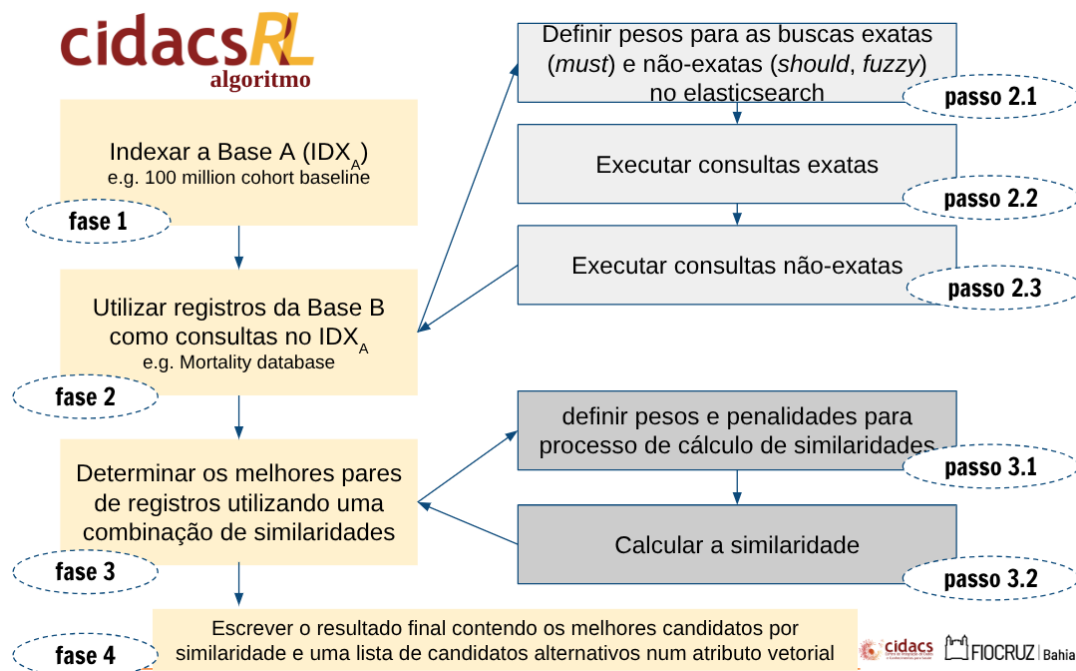 cidacsRL
algoritmo
Indexar a Base A (IDX_A)
e.g. 100 million cohort baseline
fase 1
Utilizar registros da Base B
como consultas no IDX_A
e.g. Mortality database
fase 2
Definir pesos para as buscas exatas
(must) e não-exatas (should, fuzzy)
no elasticsearch
passo 2.1
Executar consultas exatas
passo 2.2
Executar consultas não-exatas
passo 2.3
Determinar os melhores pares
de registros utilizando uma
combinação de similaridades
fase 3
definir pesos e penalidades para
processo de cálculo de similaridades
passo 3.1
Calcular a similaridade
passo 3.2
Escrever o resultado final contendo os melhores candidatos por
similaridade e uma lista de candidatos alternativos num atributo vetorial
fase 4
cidacs
FIOCRUZ | Bahia